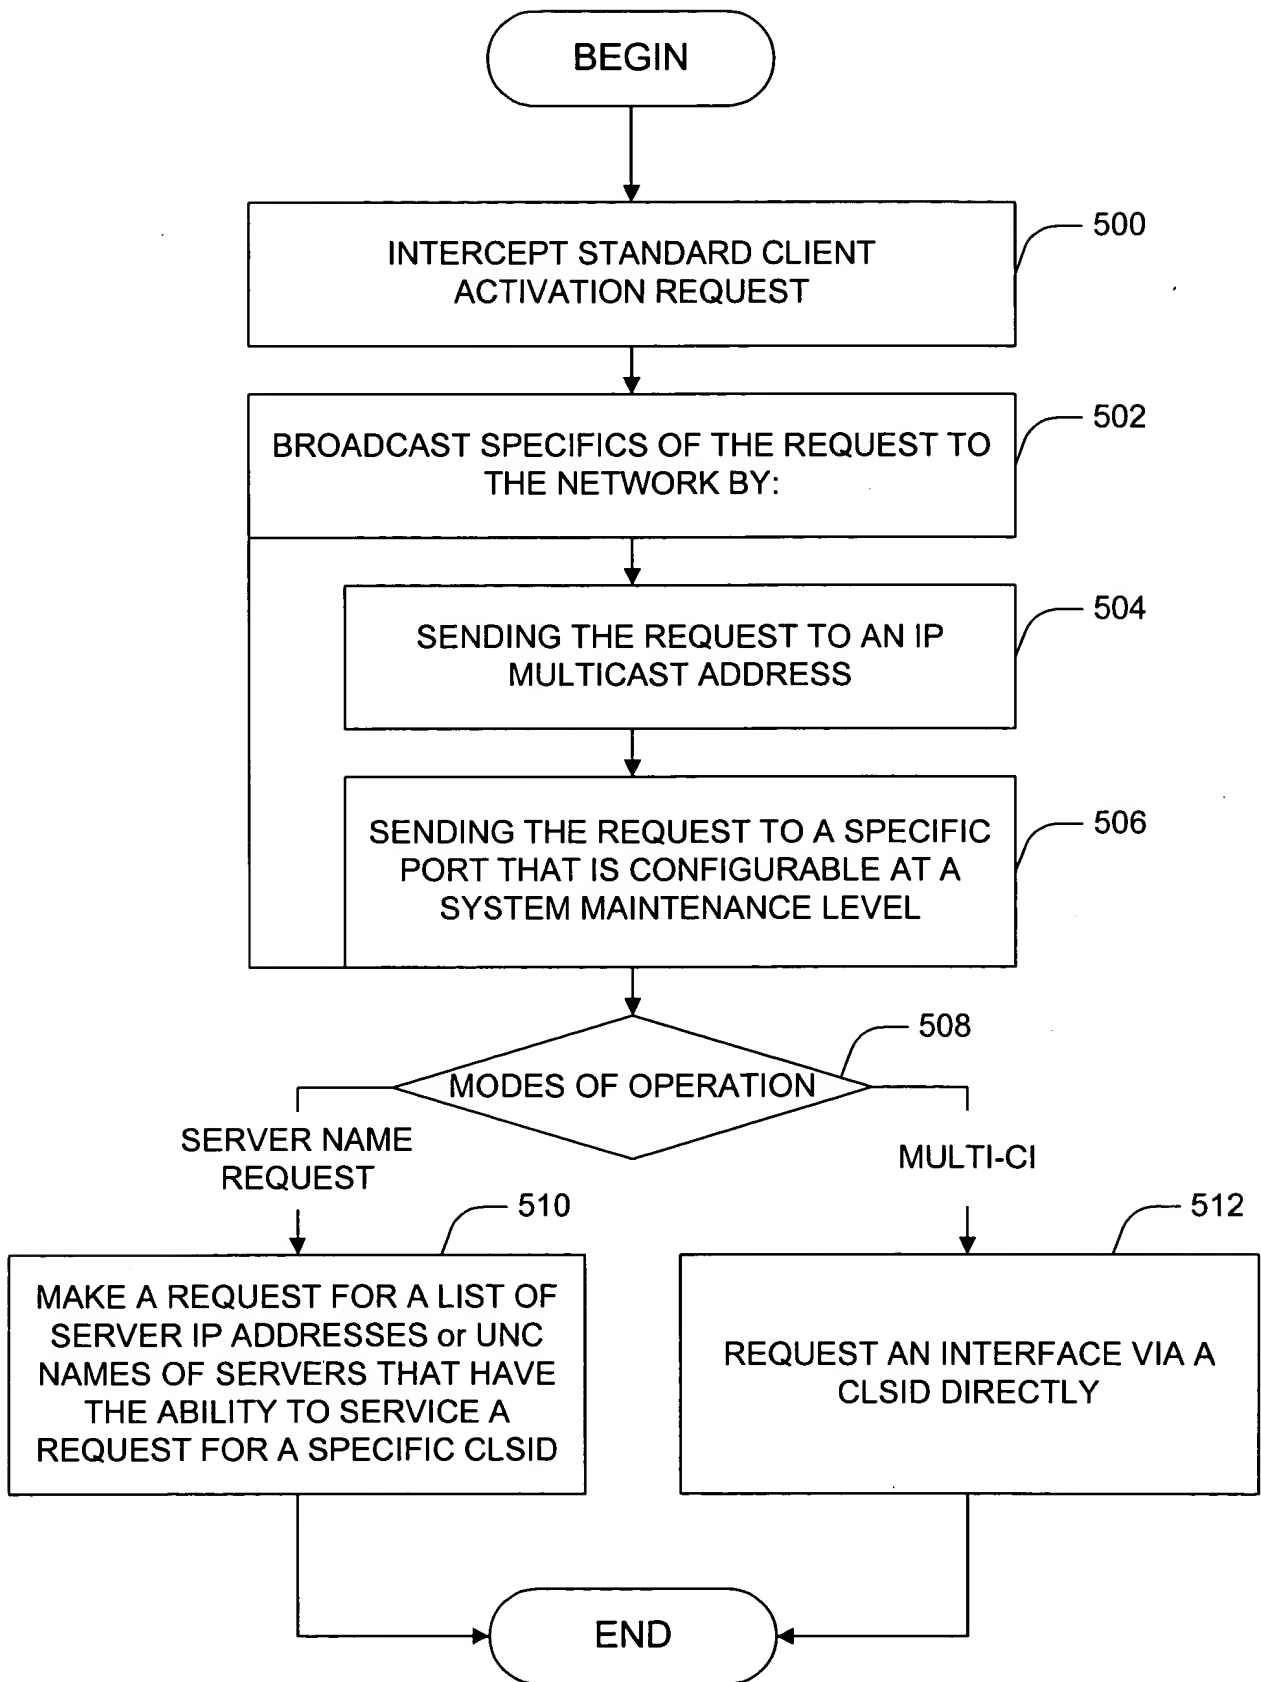 BEGIN
500
INTERCEPT STANDARD CLIENT
ACTIVATION REQUEST
502
BROADCAST SPECIFICS OF THE REQUEST TO
THE NETWORK BY:
504
SENDING THE REQUEST TO AN IP
MULTICAST ADDRESS
506
SENDING THE REQUEST TO A SPECIFIC
PORT THAT IS CONFIGURABLE AT A
SYSTEM MAINTENANCE LEVEL
508
MODES OF OPERATION
SERVER NAME
REQUEST
MULTI-CI
510
512
MAKE A REQUEST FOR A LIST OF
SERVER IP ADDRESSES or UNC
NAMES OF SERVERS THAT HAVE
THE ABILITY TO SERVICE A
REQUEST FOR A SPECIFIC CLSID
REQUEST AN INTERFACE VIA A
CLSID DIRECTLY
END